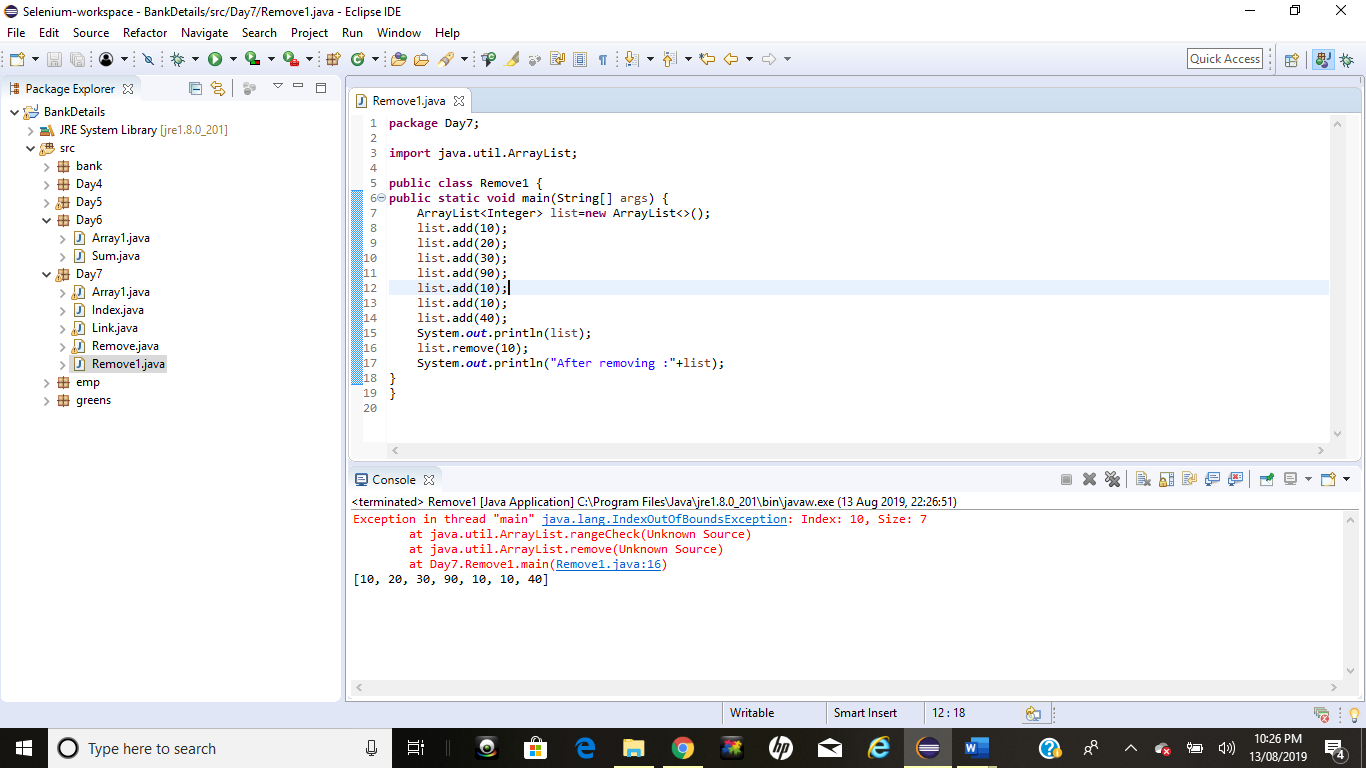 Selenium-workspace - BankDetails/src/Day7/Remove1.java - Eclipse IDE
File Edit Source Refactor Navigate Search Project Run Window Help
Quick Access
Package Explorer
BankDetails
JRE System Library [jre1.8.0_201]
src
bank
Day4
Day5
Day6
Array1.java
Sum.java
Day7
Array1.java
Index.java
Link.java
Remove.java
Remove1.java
emp
greens
Remove1.java
1 package Day7;
2
3 import java.util.ArrayList;
4
5 public class Remove1 {
6 public static void main(String[] args) {
7 ArrayList<Integer> list=new ArrayList<>();
8 list.add(10);
9 list.add(20);
10 list.add(30);
11 list.add(90);
12 list.add(10);
13 list.add(10);
14 list.add(40);
15 System.out.println(list);
16 list.remove(10);
17 System.out.println("After removing :"+list);
18 }
19 }
20
Console
<terminated> Remove1 [Java Application] C:\Program Files\Java\jre1.8.0_201\bin\javaw.exe (13 Aug 2019, 22:26:51)
Exception in thread "main" java.lang.IndexOutOfBoundsException: Index: 10, Size: 7
at java.util.ArrayList.rangeCheck(Unknown Source)
at java.util.ArrayList.remove(Unknown Source)
at Day7.Remove1.main(Remove1.java:16)
[10, 20, 30, 90, 10, 10, 40]
Writable Smart Insert 12 : 18
Type here to search
10:26 PM
13/08/2019
4